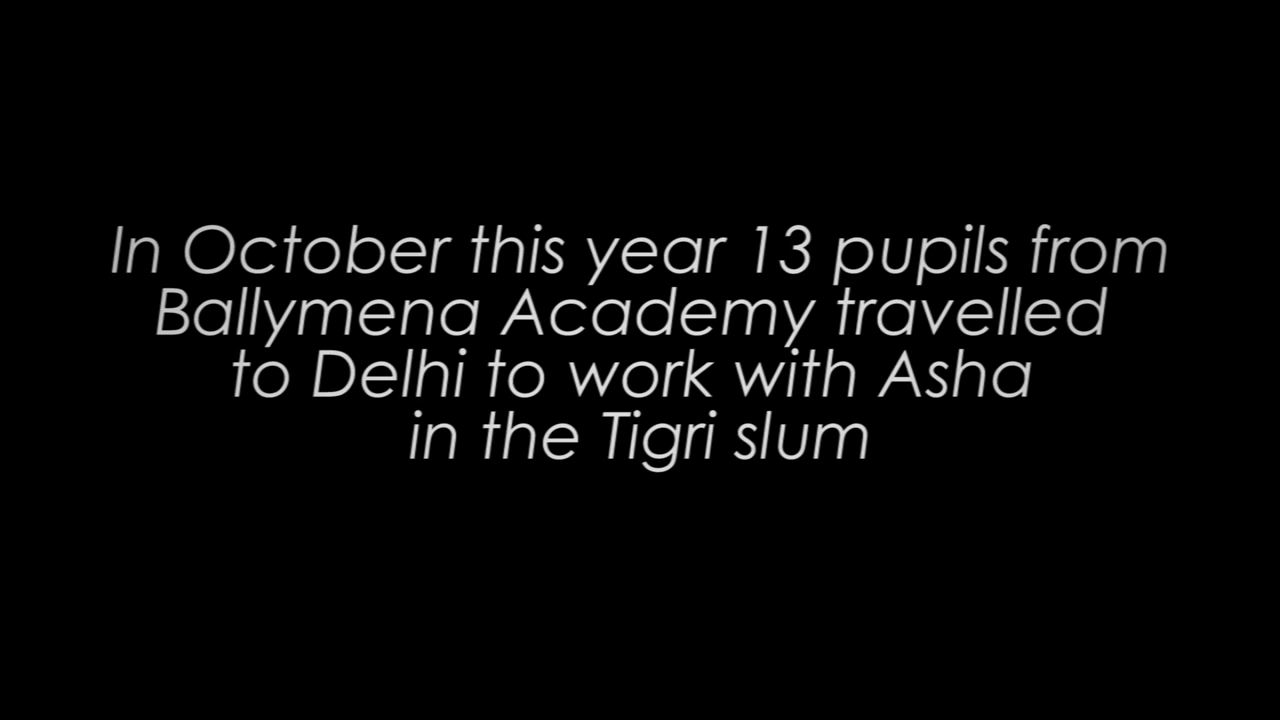 In October this year 13 pupils from
Ballymena Academy travelled
to Delhi to work with Asha
in the Tigri slum